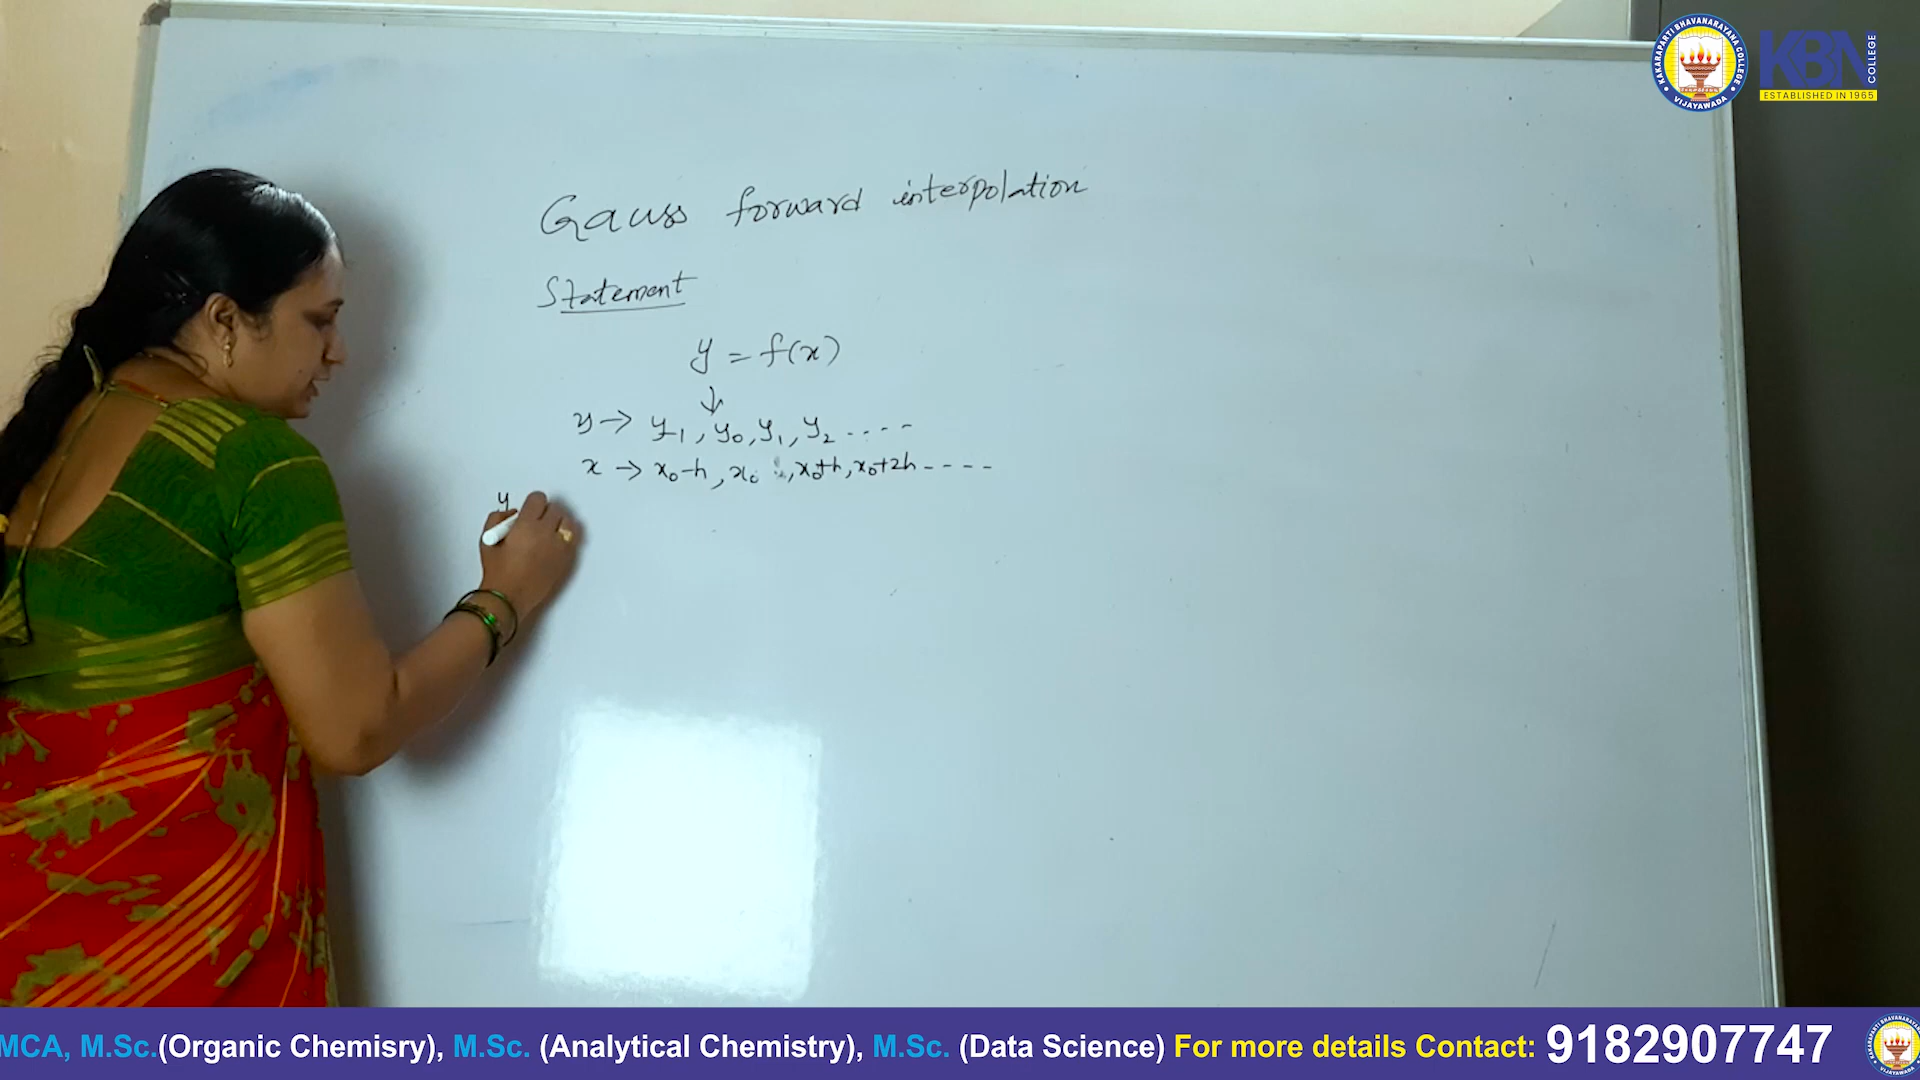 KAKARAPARTI BHAVANARAYANA COLLEGE
VIJAYAWADA
KBN COLLEGE
ESTABLISHED IN 1965
Gauss forward interpolation
Statement
y = f(x)
↓
y → y-1, y0, y1, y2 ----
x → x0-h, x0, x0+h, x0+2h ----
y
MCA, M.Sc.(Organic Chemisry), M.Sc. (Analytical Chemistry), M.Sc. (Data Science) For more details Contact: 9182907747